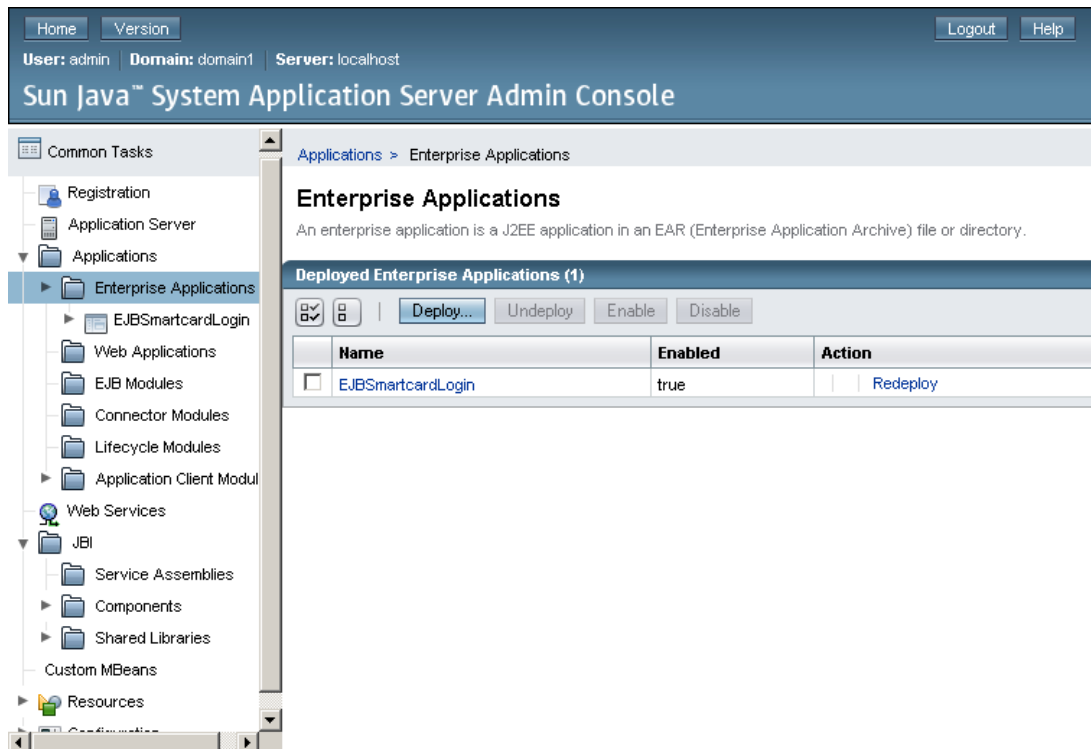 Home Version Logout Help
User: admin Domain: domain1 Server: localhost
Sun Java™ System Application Server Admin Console
Common Tasks
Registration
Application Server
Applications
Enterprise Applications
EJBSmartcardLogin
Web Applications
EJB Modules
Connector Modules
Lifecycle Modules
Application Client Modul
Web Services
JBI
Service Assemblies
Components
Shared Libraries
Custom MBeans
Resources
Applications > Enterprise Applications
Enterprise Applications
An enterprise application is a J2EE application in an EAR (Enterprise Application Archive) file or directory.
Deployed Enterprise Applications (1)
Deploy... Undeploy Enable Disable
Name Enabled Action
EJBSmartcardLogin true Redeploy